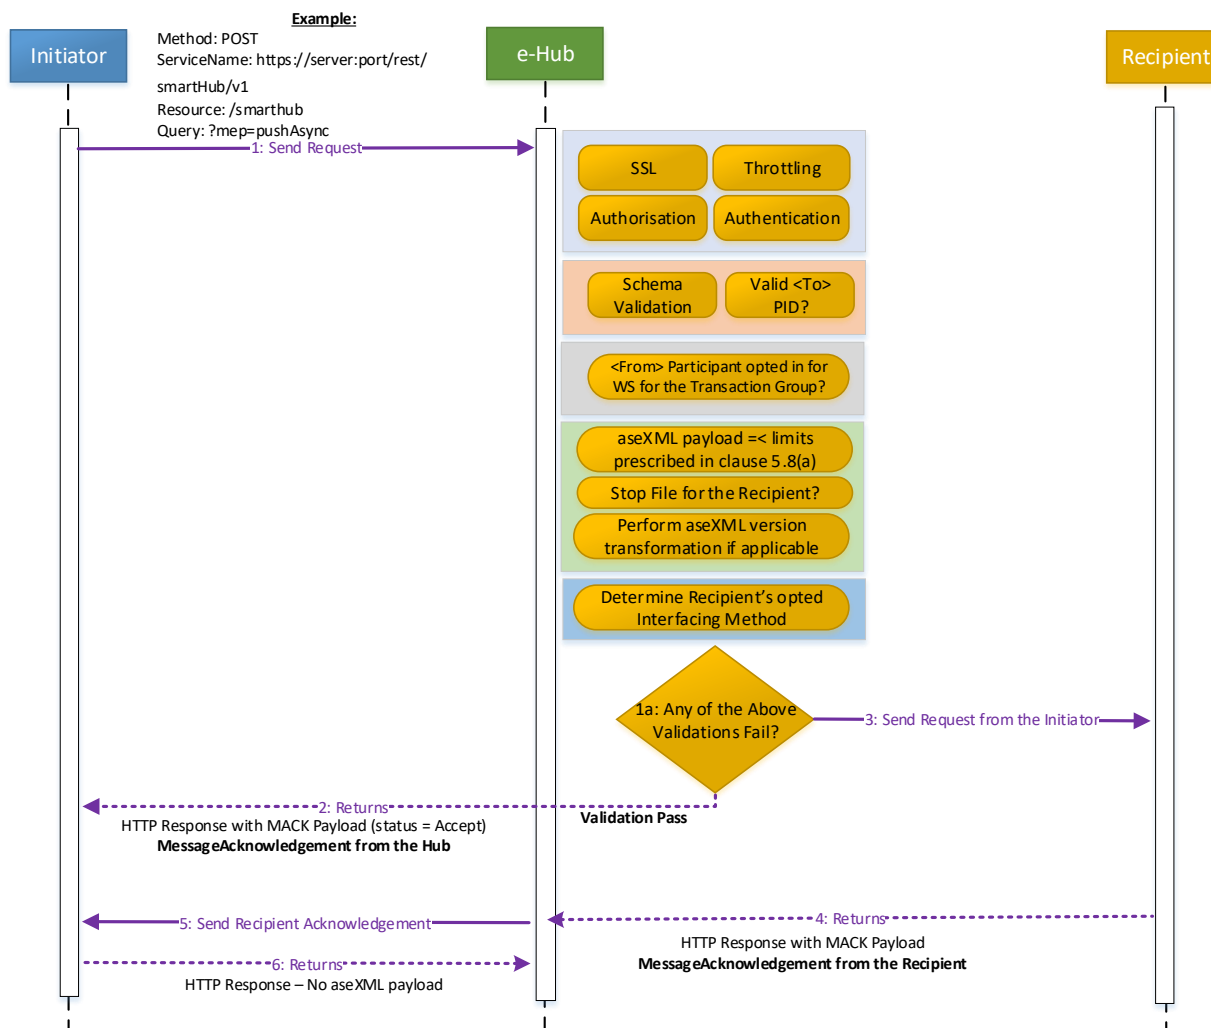 Example:
Method: POST
ServiceName: https://server:port/rest/
smartHub/v1
Resource: /smarthub
Query: ?mep=pushAsync
Initiator
e-Hub
Recipient
1: Send Request
SSL
Throttling
Authorisation
Authentication
Schema
Validation
Valid <To>
PID?
<From> Participant opted in for
WS for the Transaction Group?
aseXML payload =< limits
prescribed in clause 5.8(a)
Stop File for the Recipient?
Perform aseXML version
transformation if applicable
Determine Recipient's opted
Interfacing Method
1a: Any of the Above
Validations Fail?
3: Send Request from the Initiator
2: Returns
HTTP Response with MACK Payload (status = Accept)
MessageAcknowledgement from the Hub
Validation Pass
5: Send Recipient Acknowledgement
4: Returns
HTTP Response with MACK Payload
MessageAcknowledgement from the Recipient
6: Returns
HTTP Response – No aseXML payload